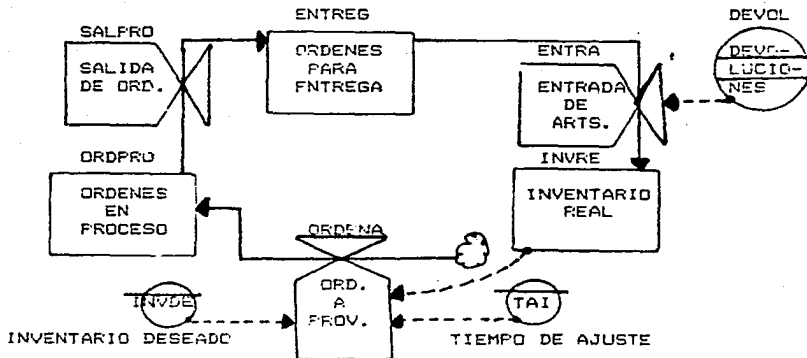 SALPRO
SALIDA
DE ORD.
ENTREG
ORDENES
PARA
ENTREGA
ENTRA
ENTRADA
DE
ARTS.
DEVOL
DEVO-
LUCIO-
NES
ORDPRO
ORDENES
EN
PROCESO
INVRE
INVENTARIO
REAL
ORDENA
ORD.
A
PROV.
INVDE
INVENTARIO DESEADO
TAI
TIEMPO DE AJUSTE